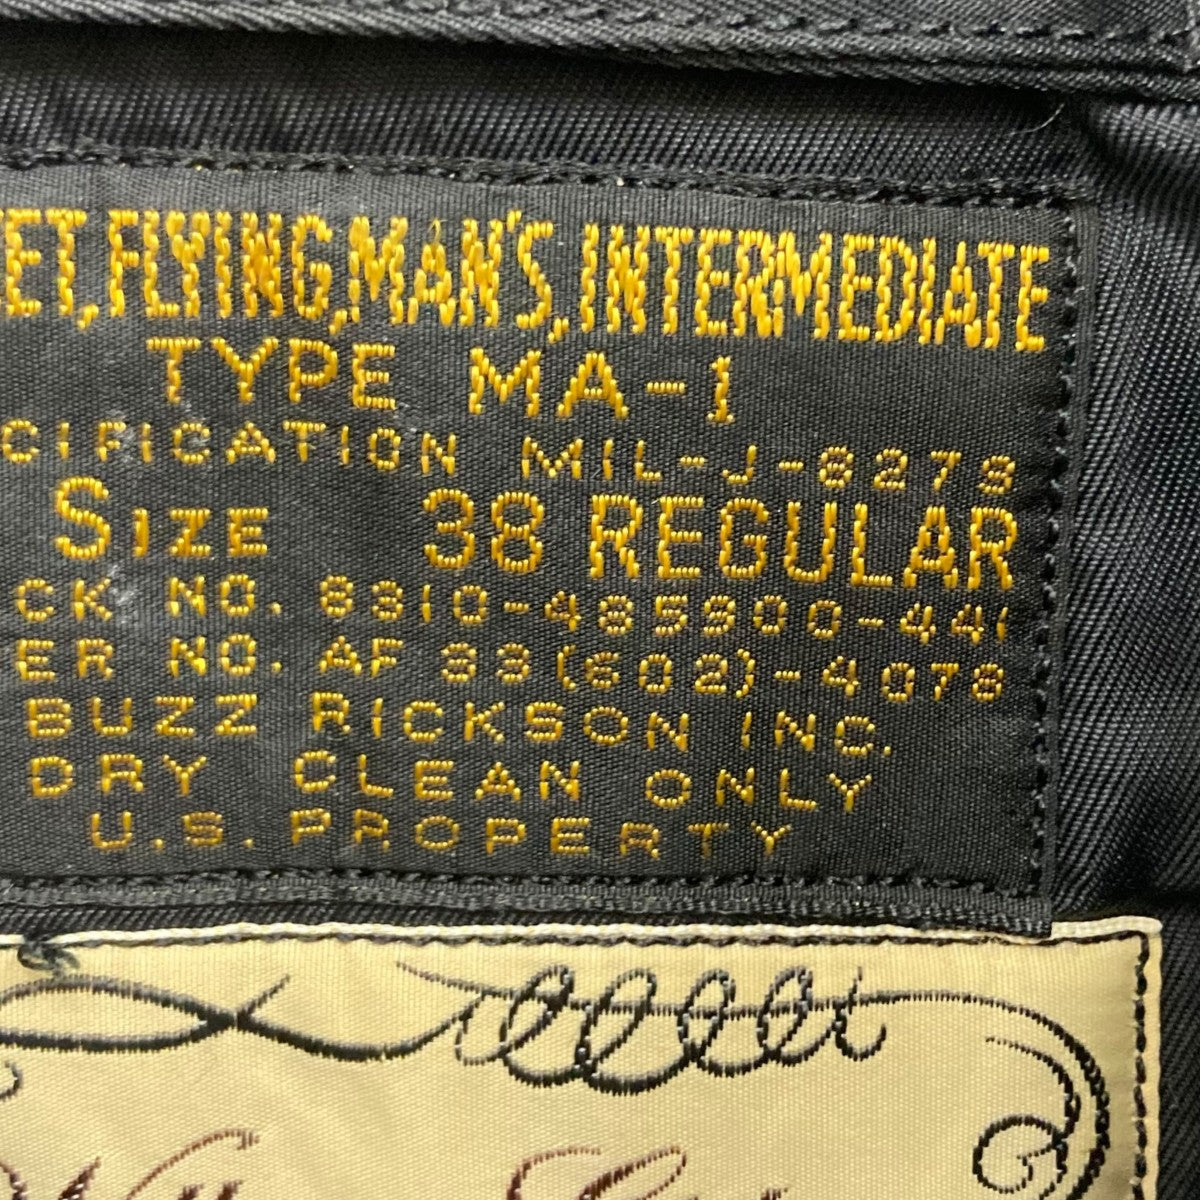 ET, FLYING, MAN'S, INTERMEDIATE
TYPE MA-1
CIFICATION MIL-J-8278
SIZE 38 REGULAR
CK NO. 8310-485900-441
ER NO. AF 33(602)-4078
BUZZ RICKSON INC.
DRY CLEAN ONLY
U.S. PROPERTY